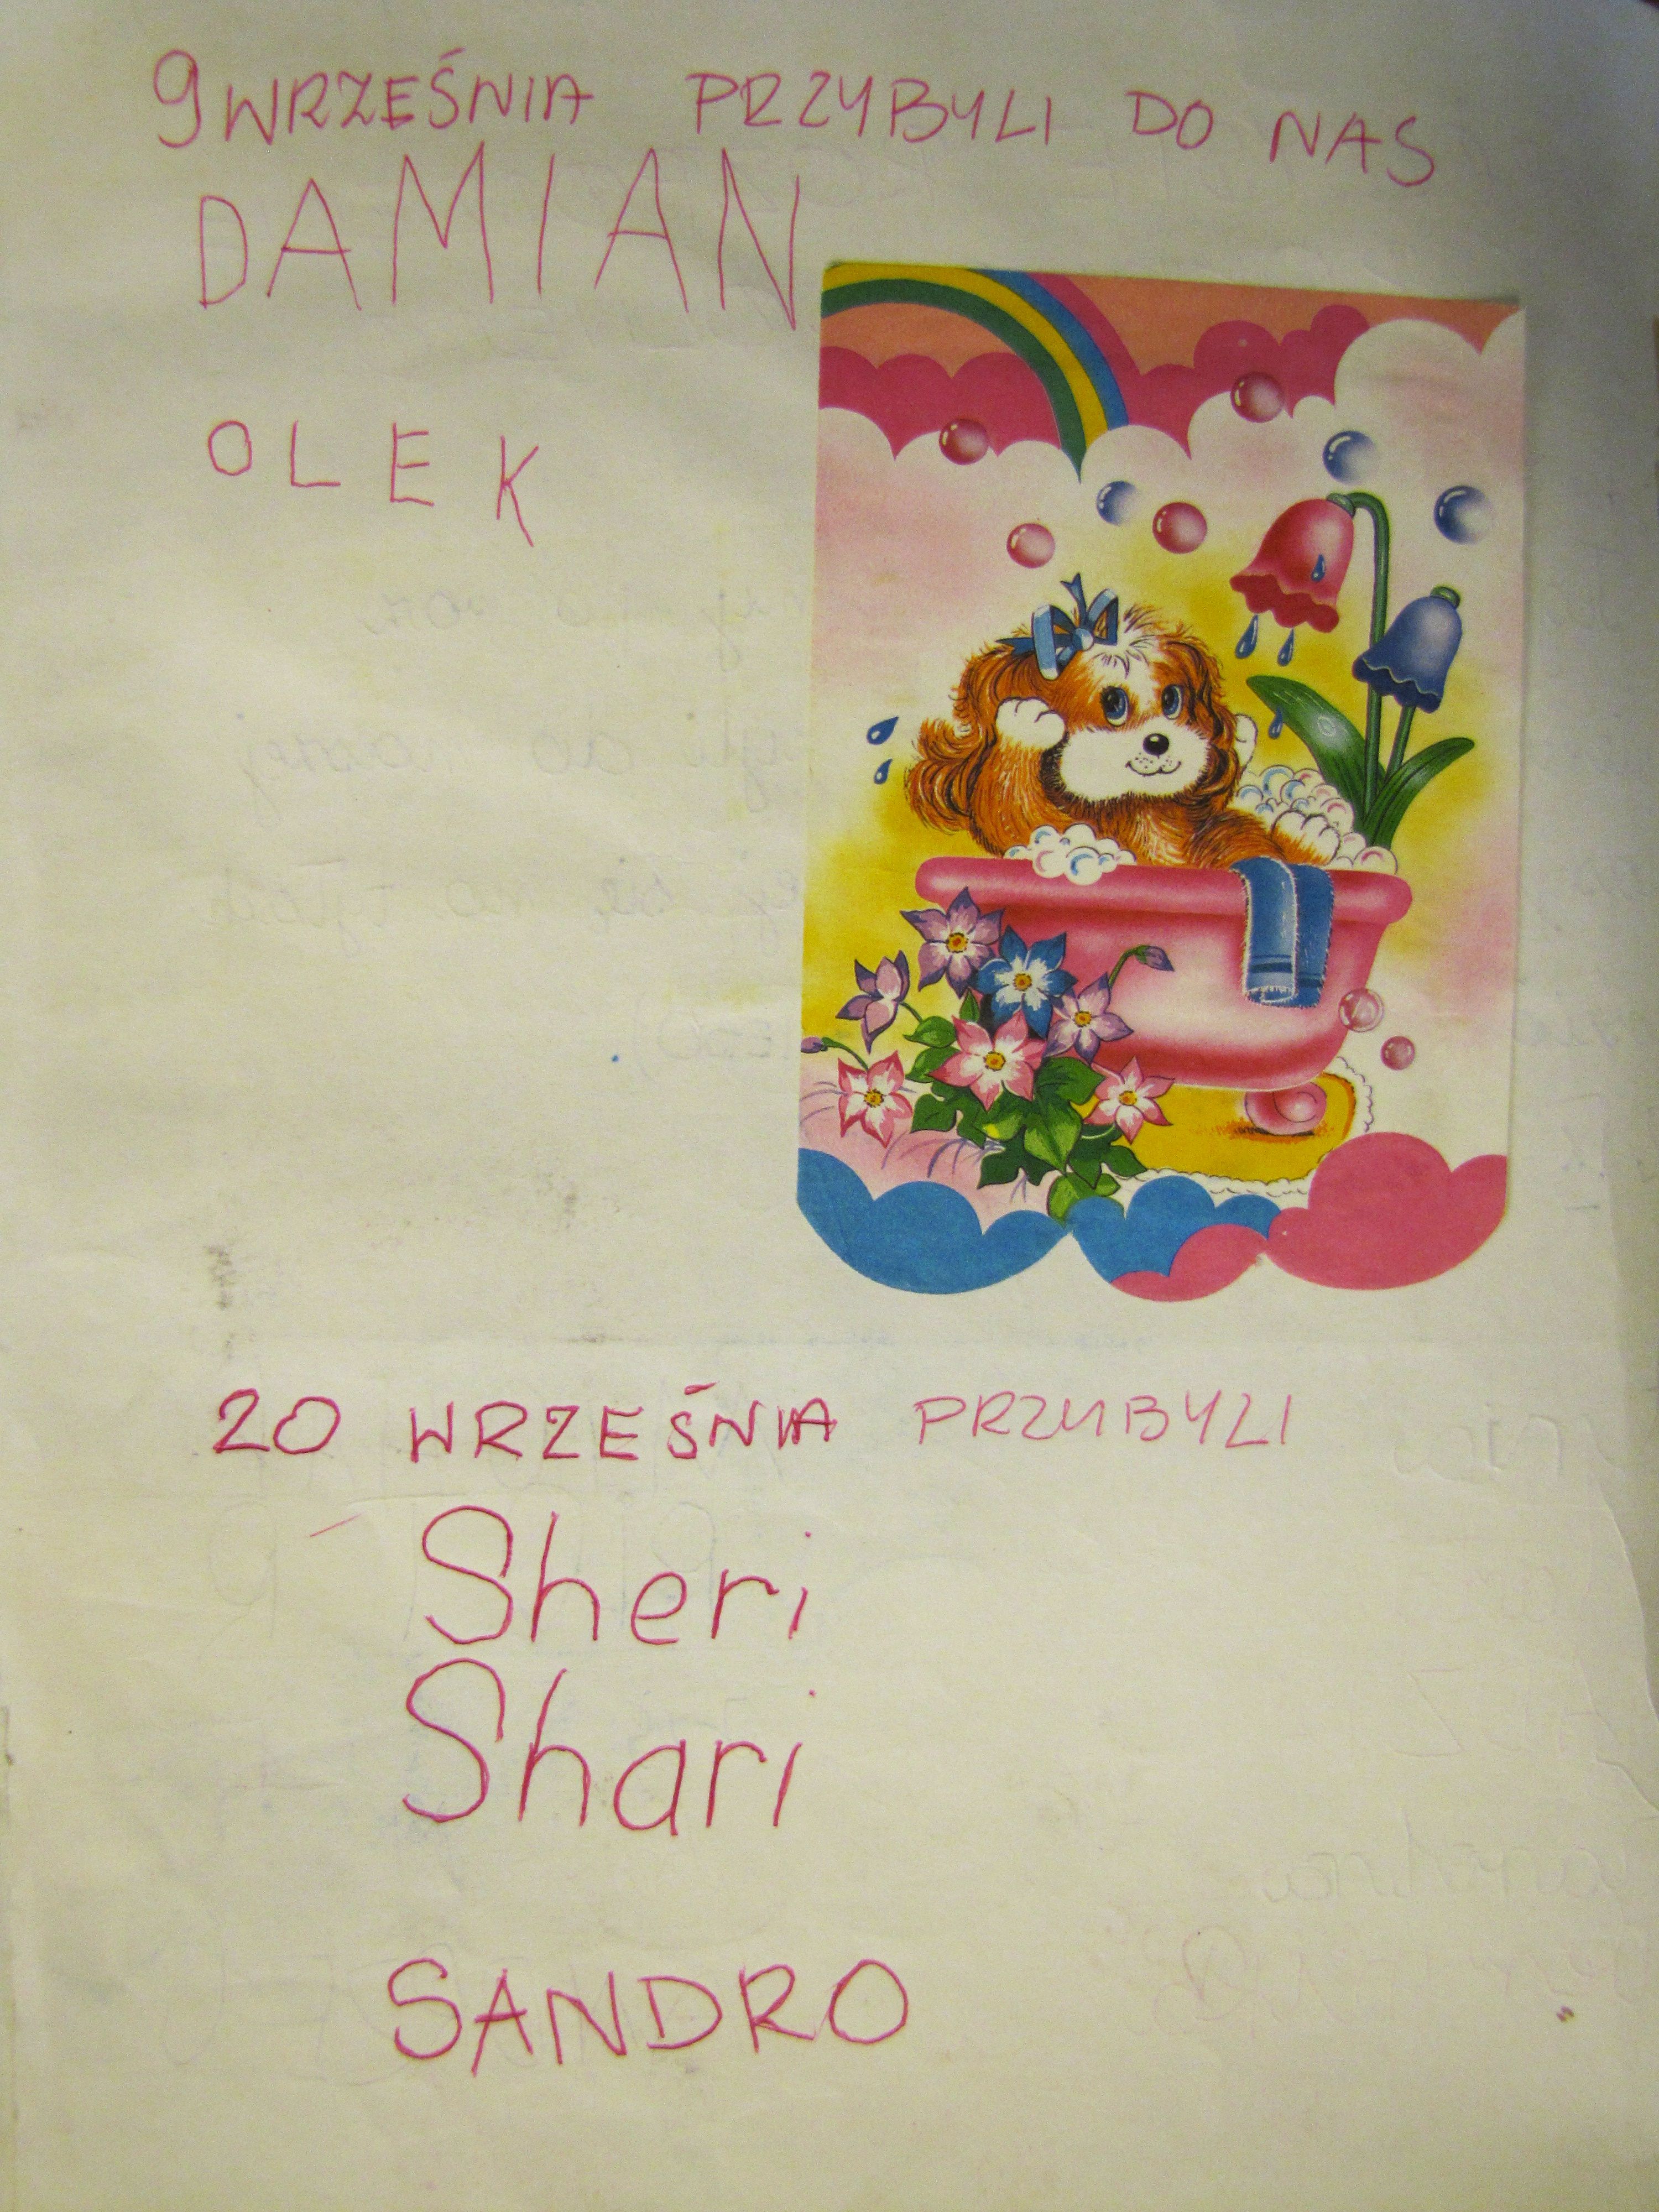 9 WRZEŚNIA PRZYBYLI DO NAS
DAMIAN
OLEK
20 WRZEŚNIA PRZYBYLI
Sheri
Shari
SANDRO